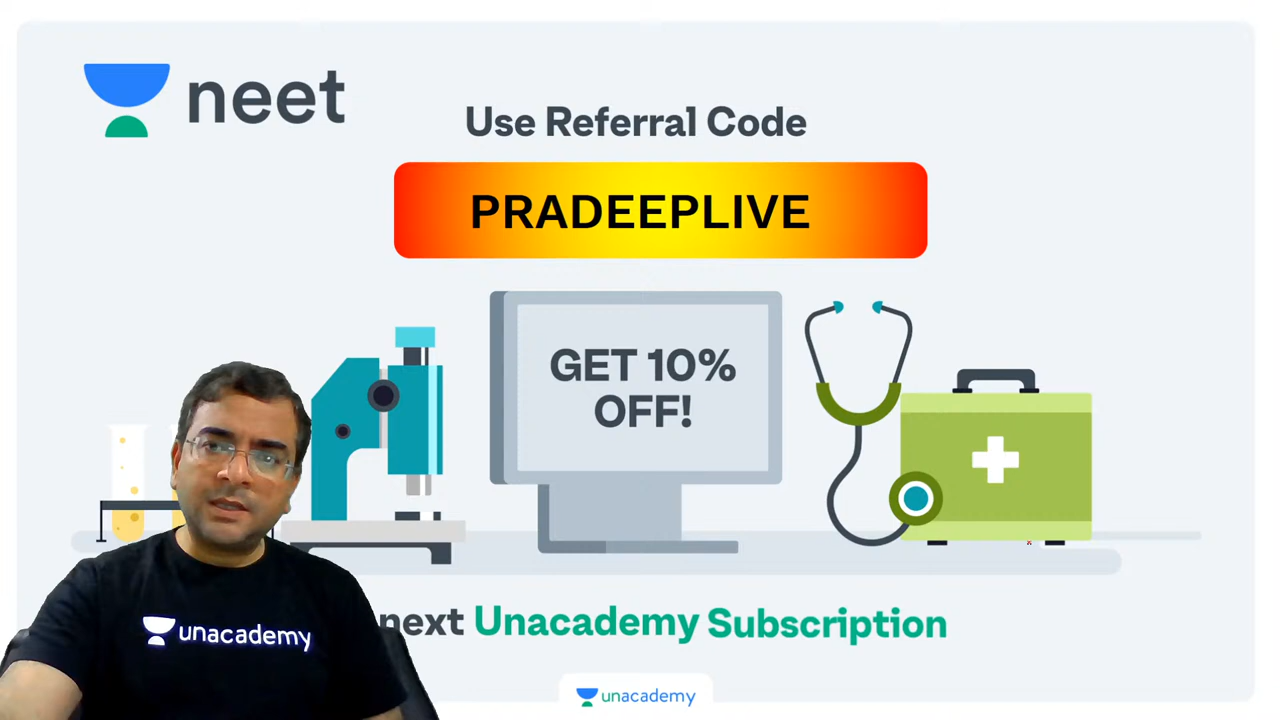 neet
Use Referral Code
PRADEEPLIVE
GET 10%
OFF!
unacademy
next Unacademy Subscription
unacademy